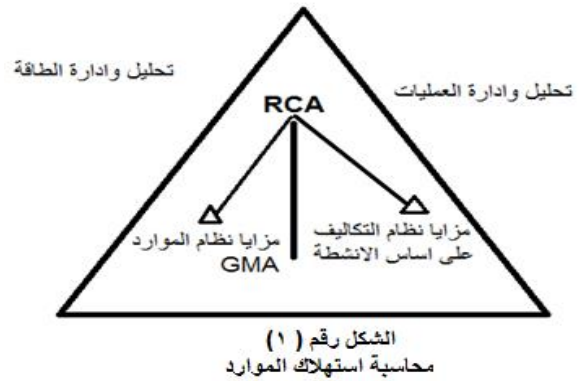 تحليل وادارة العمليات
تحليل وادارة الطاقة
RCA
مزايا نظام التكاليف
على اساس الانشطة
مزايا نظام الموارد
GMA
الشكل رقم ( ١ )
محاسبة استهلاك الموارد